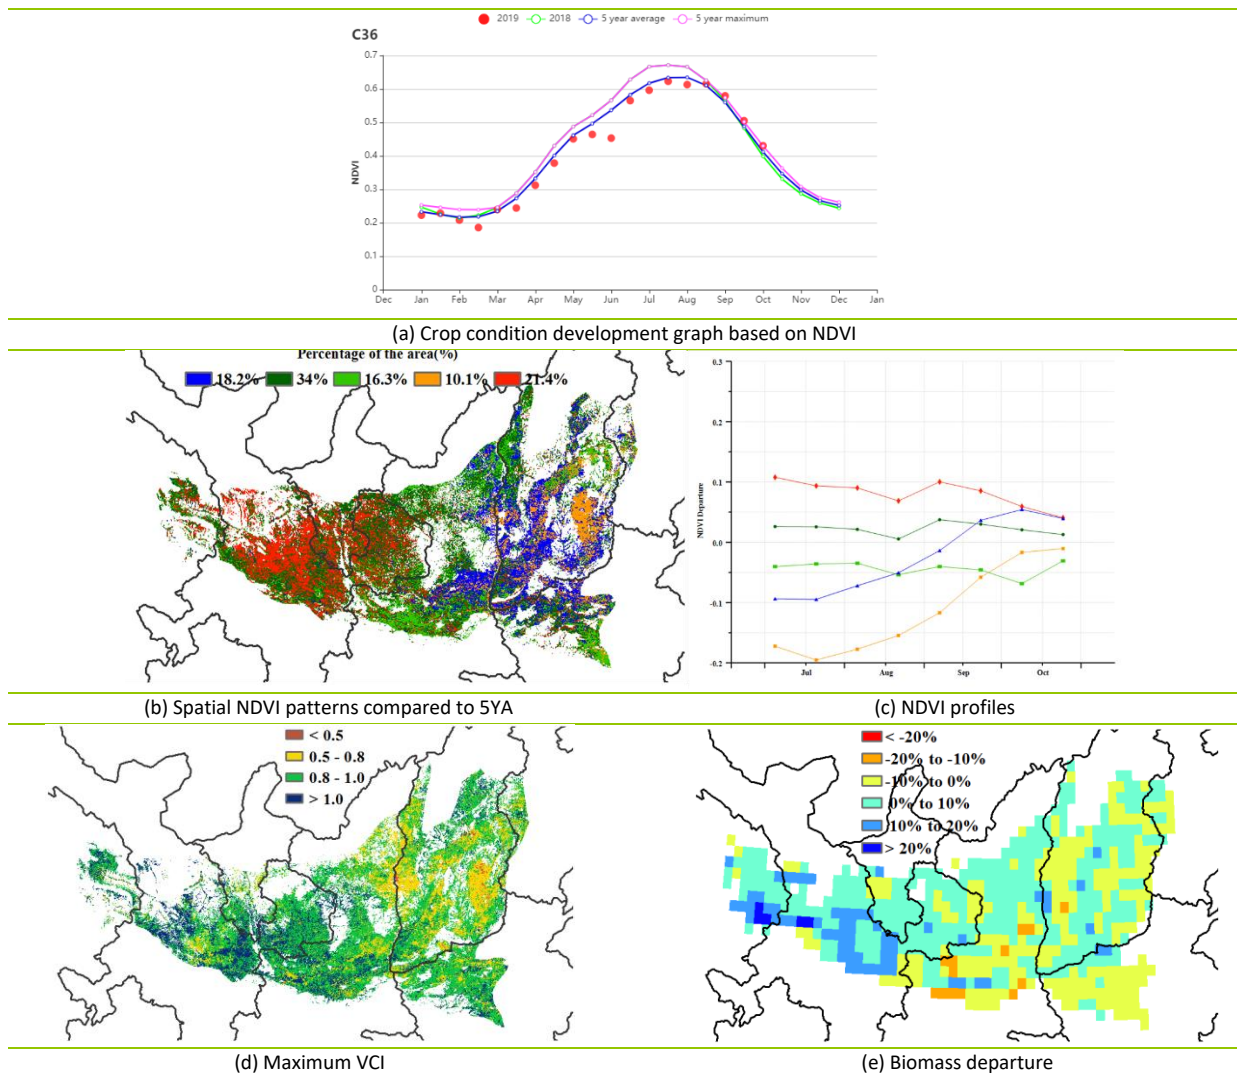 2019 2018 5 year average 5 year maximum
C36
0.7
0.6
0.5
0.4
0.3
0.2
0.1
0
NDVI
Dec Jan Feb Mar Apr May Jun Jul Aug Sep Oct Nov Dec Jan
(a) Crop condition development graph based on NDVI
Percentage of the area(%)
18.2% 34% 16.3% 10.1% 21.4%
0.3
0.2
0.1
0.0
-0.1
-0.2
NDVI Departure
Jul Aug Sep Oct
(b) Spatial NDVI patterns compared to 5YA
(c) NDVI profiles
< 0.5
0.5 - 0.8
0.8 - 1.0
> 1.0
< -20%
-20% to -10%
-10% to 0%
0% to 10%
10% to 20%
> 20%
(d) Maximum VCI
(e) Biomass departure